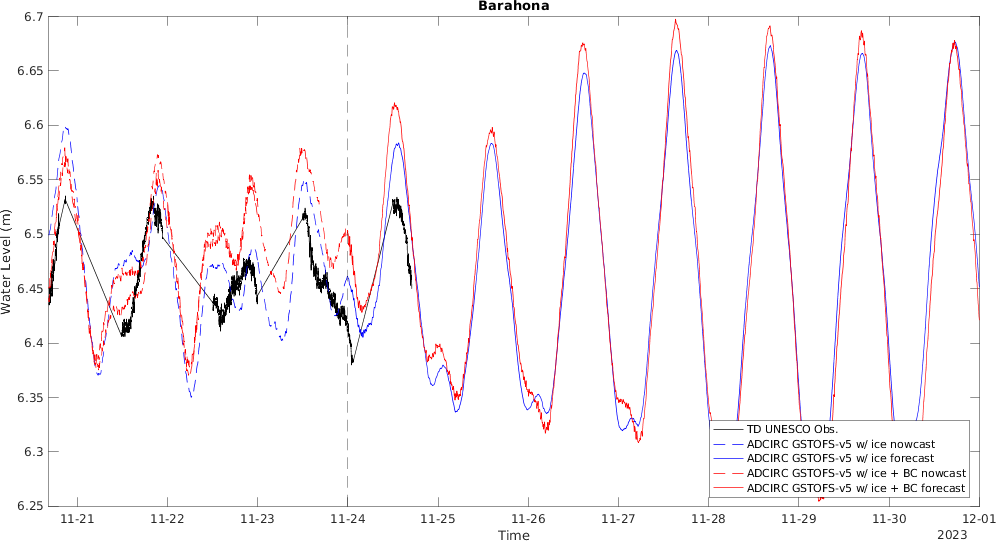 Barahona
6.7
6.65
6.6
6.55
6.5
6.45
6.4
6.35
6.3
6.25
Water Level (m)
TD UNESCO Obs.
ADCIRC GSTOFS-v5 w/ ice nowcast
ADCIRC GSTOFS-v5 w/ ice forecast
ADCIRC GSTOFS-v5 w/ ice + BC nowcast
ADCIRC GSTOFS-v5 w/ ice + BC forecast
11-21 11-22 11-23 11-24 11-25 11-26 11-27 11-28 11-29 11-30 12-01
Time
2023